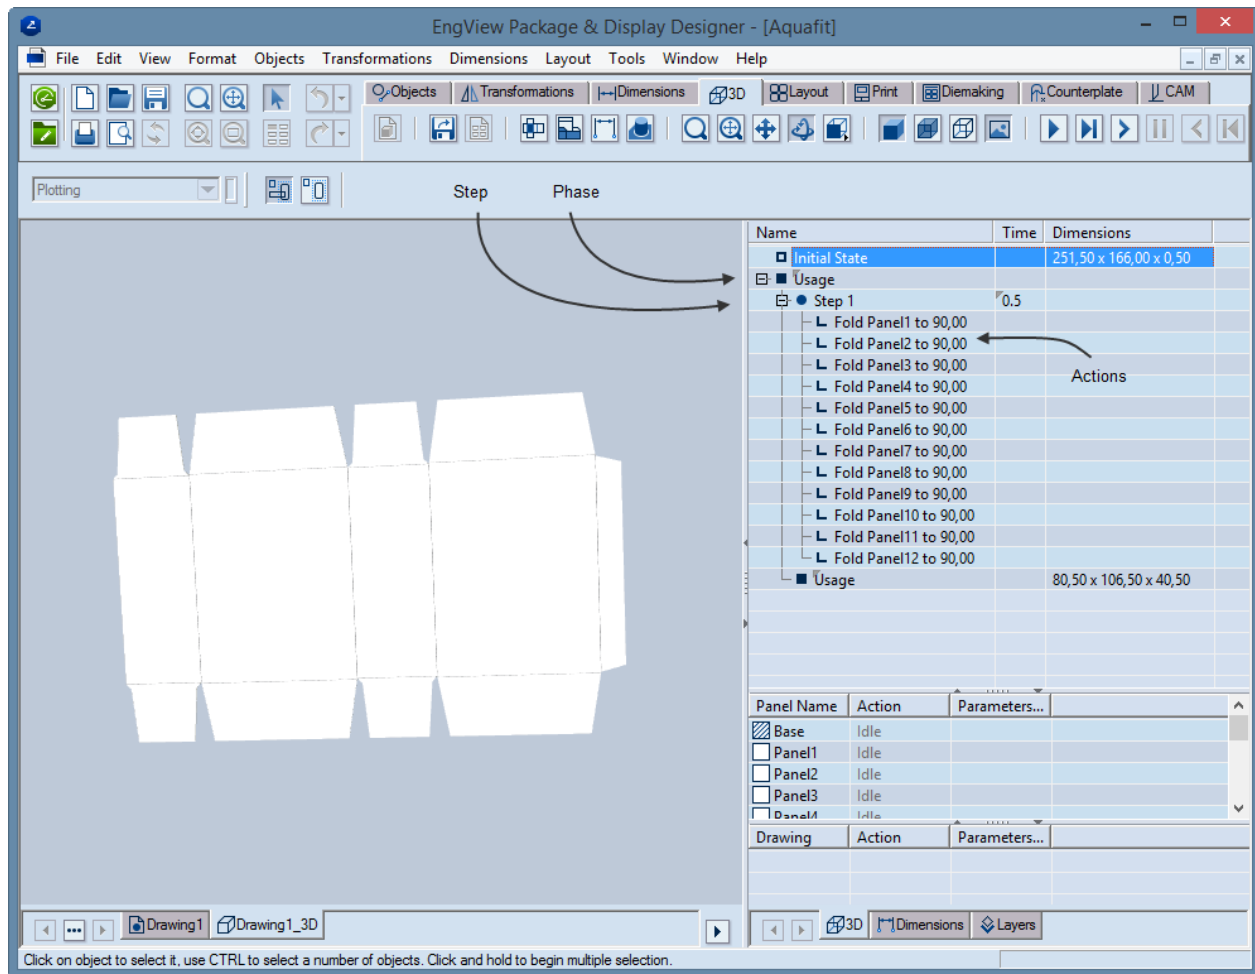 EngView Package & Display Designer - [Aquafit]
File Edit View Format Objects Transformations Dimensions Layout Tools Window Help
Objects Transformations Dimensions 3D Layout Print Diemaking Counterplate CAM
Plotting
Step Phase
Name Time Dimensions
Initial State 251,50 x 166,00 x 0,50
Usage
Step 1 0.5
Fold Panel1 to 90,00
Fold Panel2 to 90,00
Fold Panel3 to 90,00
Actions
Fold Panel4 to 90,00
Fold Panel5 to 90,00
Fold Panel6 to 90,00
Fold Panel7 to 90,00
Fold Panel8 to 90,00
Fold Panel9 to 90,00
Fold Panel10 to 90,00
Fold Panel11 to 90,00
Fold Panel12 to 90,00
Usage 80,50 x 106,50 x 40,50
Panel Name Action Parameters...
Base Idle
Panel1 Idle
Panel2 Idle
Panel3 Idle
Panel4 Idle
Drawing Action Parameters...
Drawing1 Drawing1_3D 3D Dimensions Layers
Click on object to select it, use CTRL to select a number of objects. Click and hold to begin multiple selection.